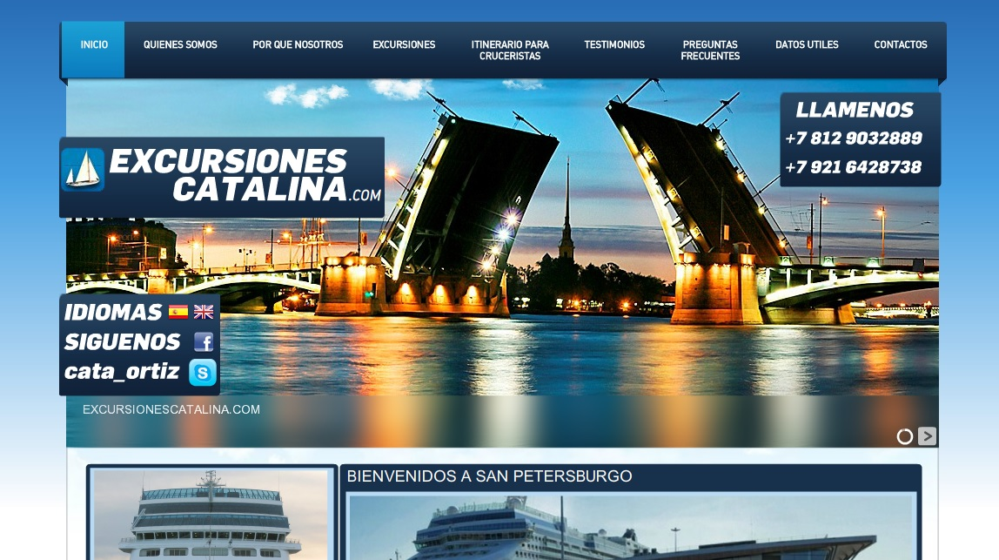 INICIO
QUIENES SOMOS
POR QUE NOSOTROS
EXCURSIONES
ITINERARIO PARA
CRUCERISTAS
TESTIMONIOS
PREGUNTAS
FRECUENTES
DATOS UTILES
CONTACTOS
LLAMENOS
+7 812 9032889
+7 921 6428738
EXCURSIONES
CATALINA.COM
IDIOMAS
SIGUENOS
cata_ortiz
EXCURSIONESCATALINA.COM
BIENVENIDOS A SAN PETERSBURGO